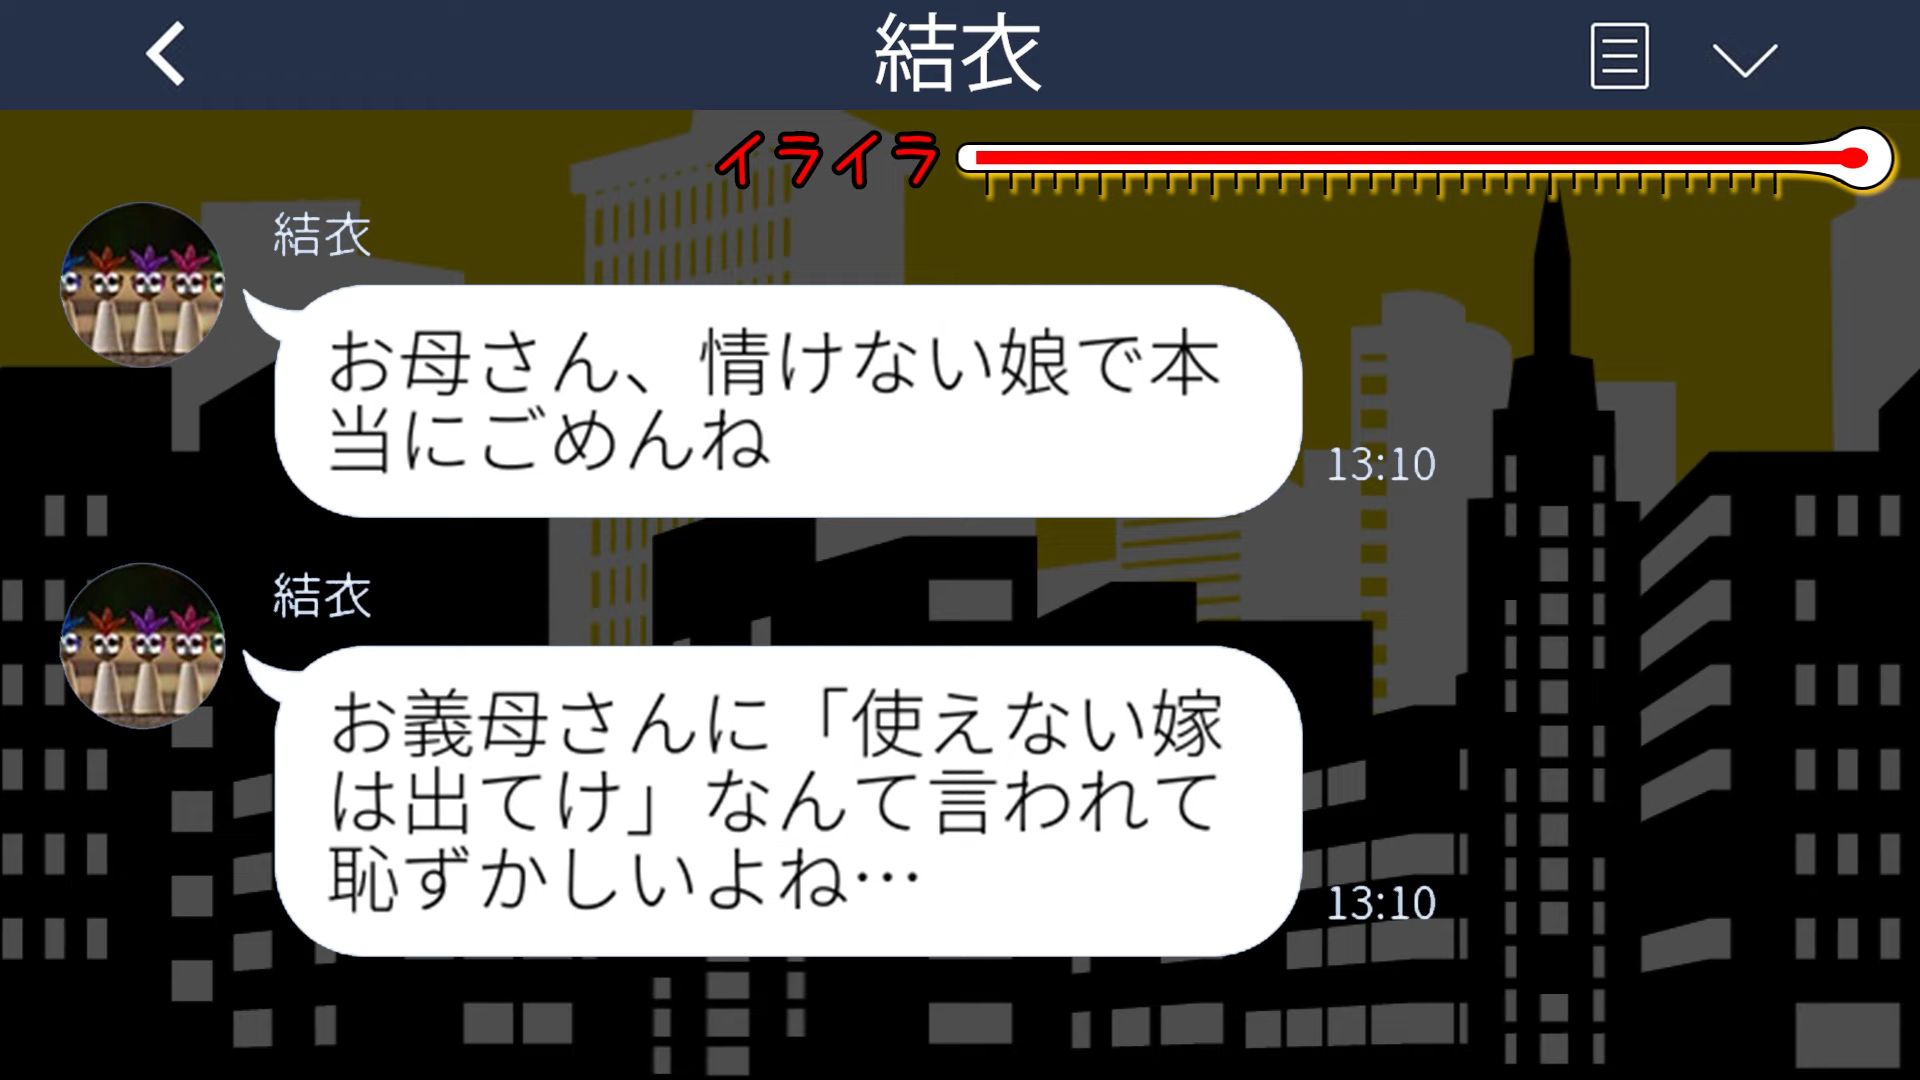 結衣
イライラ
結衣
お母さん、情けない娘で本
当にごめんね
13:10
結衣
お義母さんに「使えない嫁
は出てけ」なんて言われて
恥ずかしいよね…
13:10